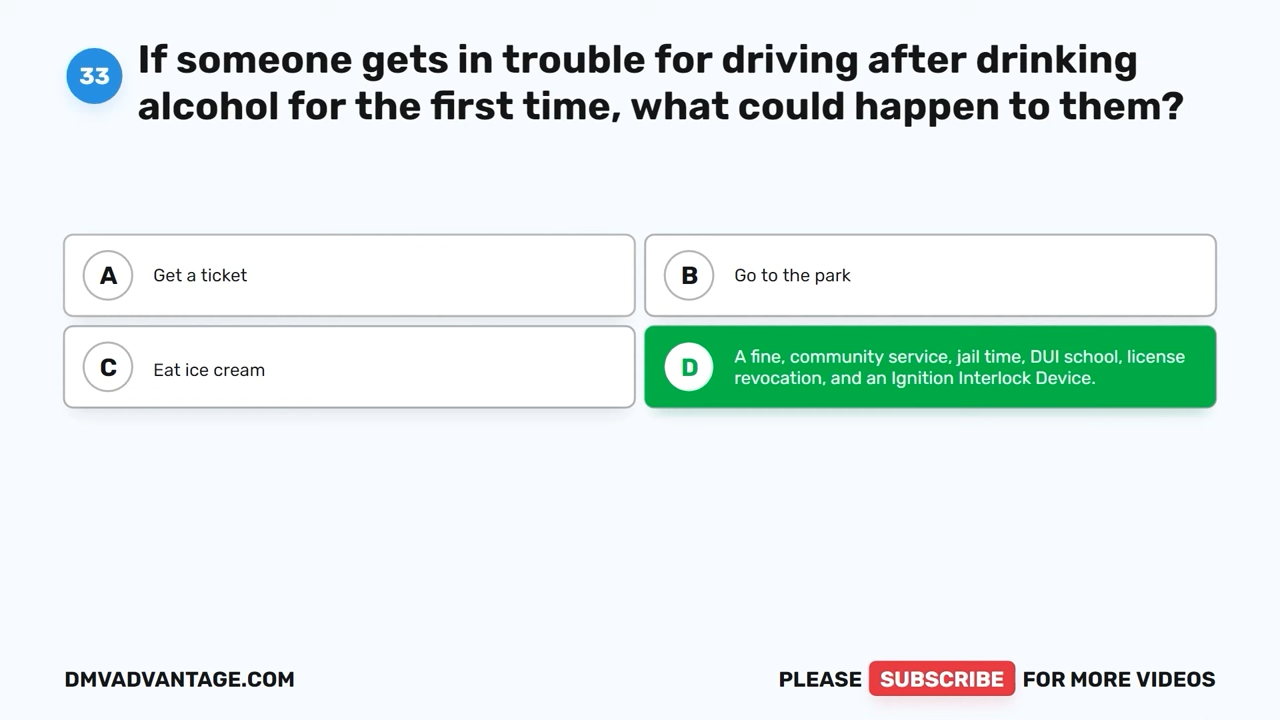 33
If someone gets in trouble for driving after drinking
alcohol for the first time, what could happen to them?
A
Get a ticket
B
Go to the park
C
Eat ice cream
D
A fine, community service, jail time, DUI school, license
revocation, and an Ignition Interlock Device.
DMVADVANTAGE.COM
PLEASE SUBSCRIBE FOR MORE VIDEOS